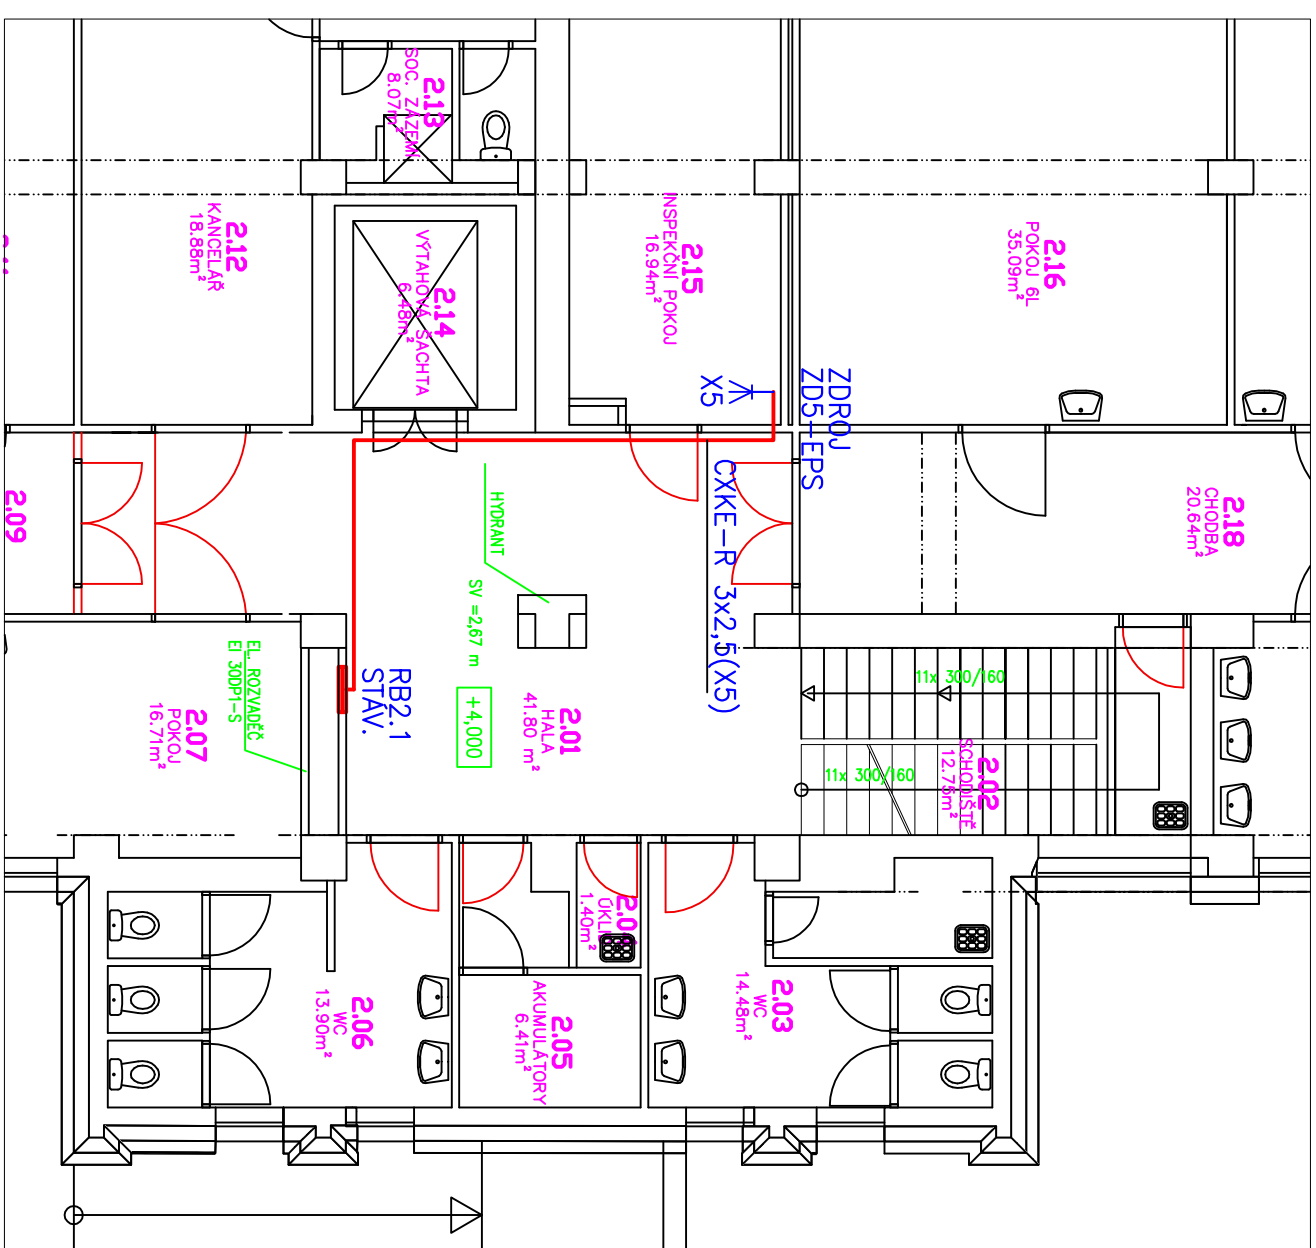 2.13
SOC. ZÁZEMÍ
8.07m²
2.12
KANCELÁŘ
18.88m²
2.14
VÝTAHOVÁ ŠACHTA
6.48m²
2.15
INSPEKČNÍ POKOJ
16.94m²
2.16
POKOJ 6L
35.09m²
ZDROJ
ZD5-EPS
X5
CXKE-R 3x2,5(X5)
2.18
CHODBA
20.64m²
2.09
HYDRANT
SV =2,67 m
+4,000
RB2.1
STÁV.
EL. ROZVADĚČ
EI 30DP1-S
2.07
POKOJ
16.71m²
2.01
HALA
41.80 m²
11x 300/160
11x 300/160
2.02
SCHODIŠTĚ
12.75m²
1.40m²
2.06
WC
13.90m²
2.05
AKUMULÁTORY
6.41m²
2.03
WC
14.48m²